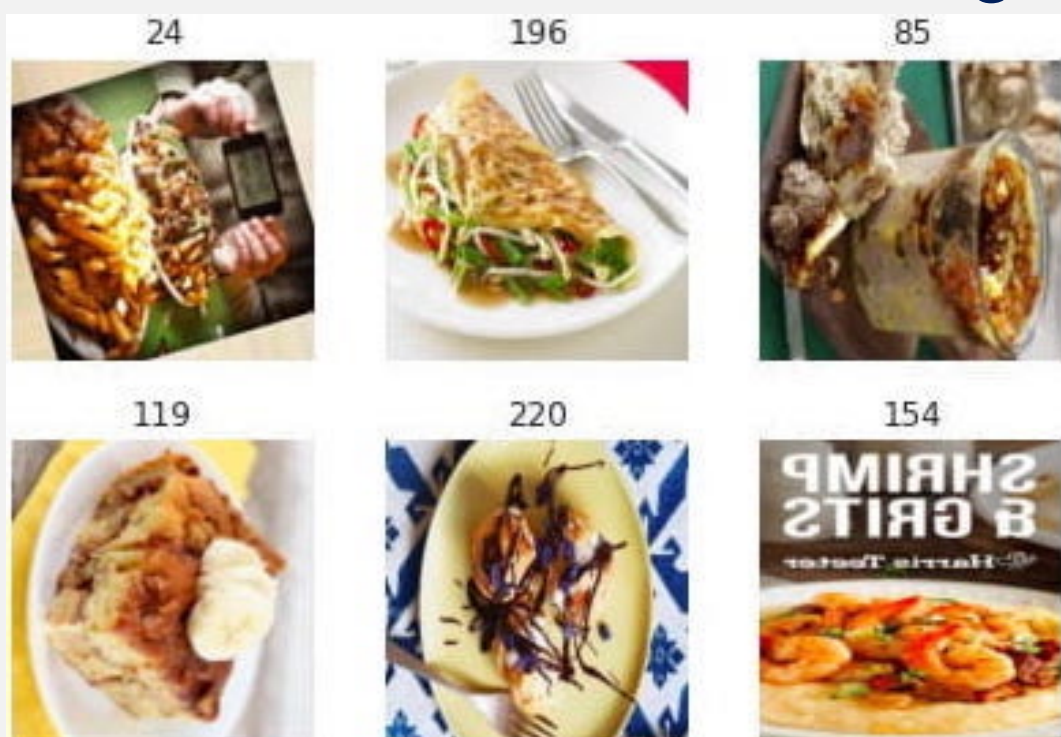 24 196 85
119 220 154
SHRIMP
& GRITS
Harris Teeter